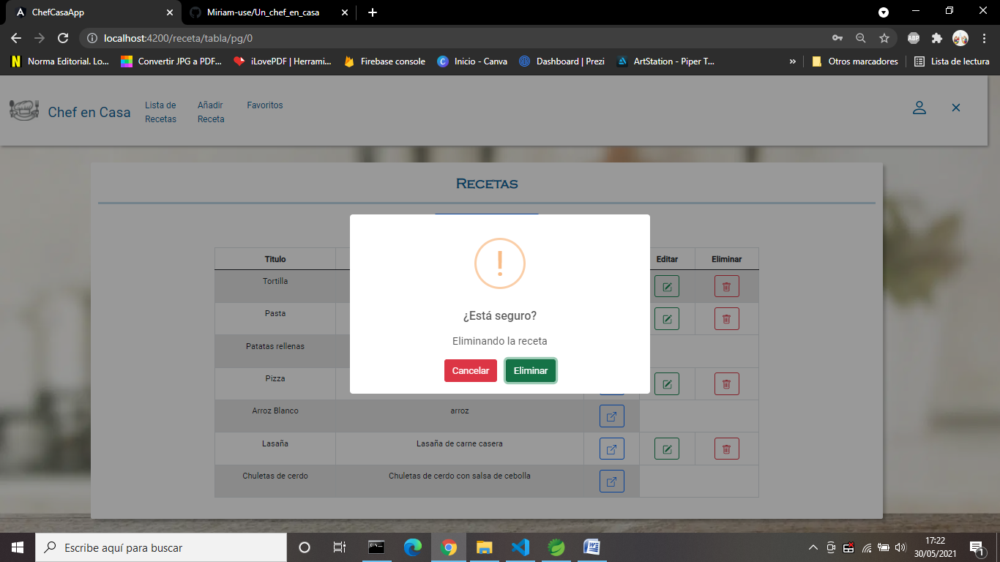 ChefCasaApp
Miriam-use/Un_chef_en_casa
localhost:4200/receta/tabla/pg/0
ABP
N Norma Editorial. Lo...
Convertir JPG a PDF...
iLovePDF | Herrami...
Firebase console
C Inicio - Canva
Dashboard | Prezi
ArtStation - Piper T...
»
Otros marcadores
Lista de lectura
Chef en Casa
Lista de
Recetas
Añadir
Receta
Favoritos
Recetas
!
¿Está seguro?
Eliminando la receta
Cancelar
Eliminar
Titulo
Editar
Eliminar
Tortilla
Pasta
Patatas rellenas
Pizza
Arroz Blanco
arroz
Lasaña
Lasaña de carne casera
Chuletas de cerdo
Chuletas de cerdo con salsa de cebolla
Escribe aquí para buscar
17:22
30/05/2021
1